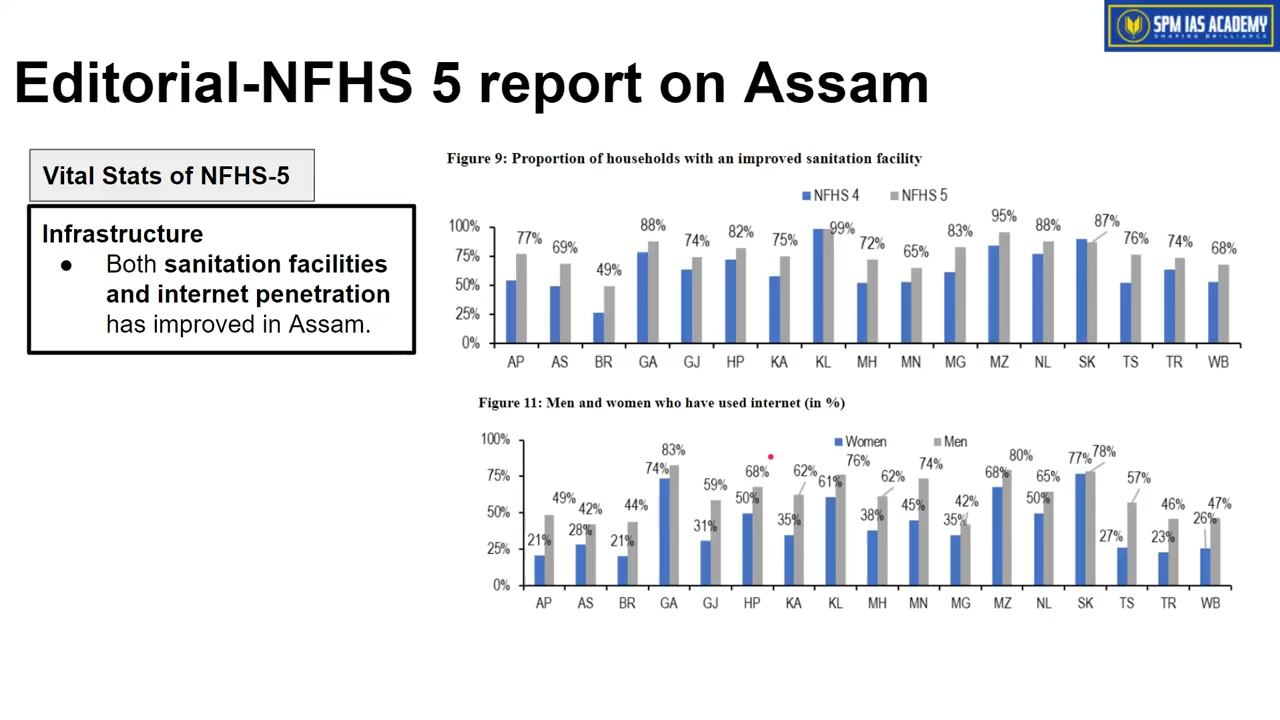 SPM IAS ACADEMY
SHAPING BRILLIANCE
Editorial-NFHS 5 report on Assam
Vital Stats of NFHS-5
Infrastructure
● Both sanitation facilities
and internet penetration
has improved in Assam.
Figure 9: Proportion of households with an improved sanitation facility
NFHS 4 NFHS 5
100%
75%
50%
25%
0%
77% 69% 49% 88% 74% 82% 75% 99% 72% 65% 83% 95% 88% 87% 76% 74% 68%
AP AS BR GA GJ HP KA KL MH MN MG MZ NL SK TS TR WB
Figure 11: Men and women who have used internet (in %)
Women Men
100%
75%
50%
25%
0%
21% 49% 28% 42% 21% 44% 74% 83% 31% 59% 50% 68% 35% 62% 61% 76% 38% 62% 45% 74% 35% 42% 68% 80% 50% 65% 77% 78% 27% 57% 23% 46% 26% 47%
AP AS BR GA GJ HP KA KL MH MN MG MZ NL SK TS TR WB